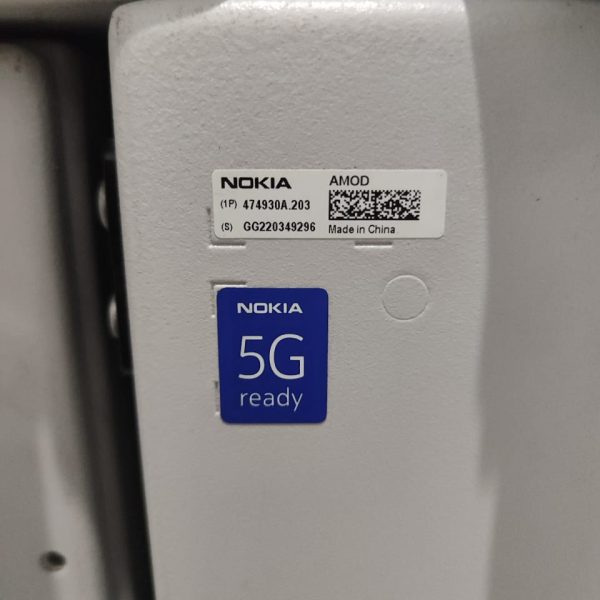 NOKIA AMOD
(1P) 474930A.203
(S) GG220349296 Made in China
NOKIA
5G
ready